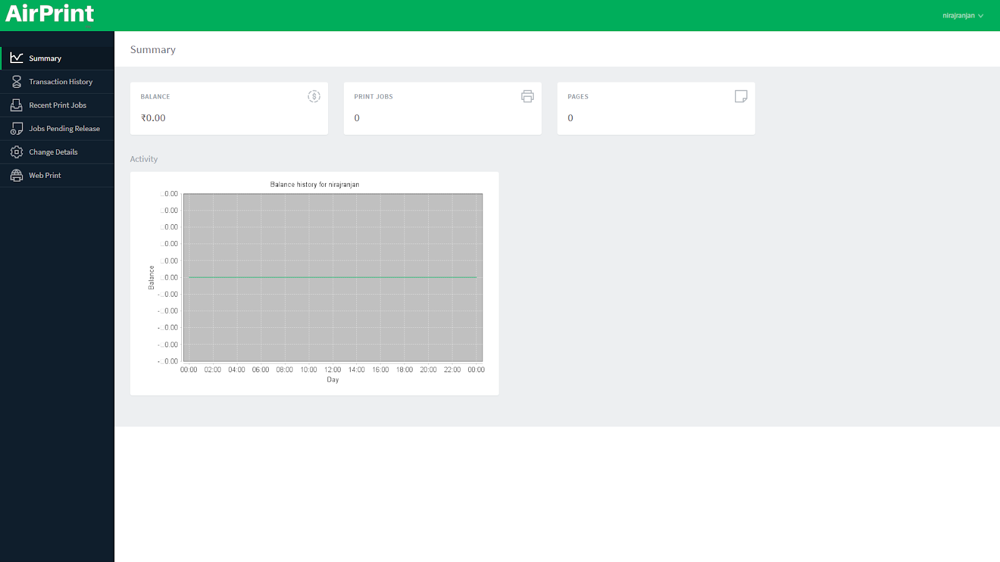 AirPrint
nirajranjan
Summary
Transaction History
Recent Print Jobs
Jobs Pending Release
Change Details
Web Print
Summary
BALANCE
₹0.00
PRINT JOBS
0
PAGES
0
Activity
Balance history for nirajranjan
Balance
0.00
0.00
0.00
0.00
0.00
0.00
-0.00
-0.00
-0.00
-0.00
-0.00
00:00 02:00 04:00 06:00 08:00 10:00 12:00 14:00 16:00 18:00 20:00 22:00 00:00
Day